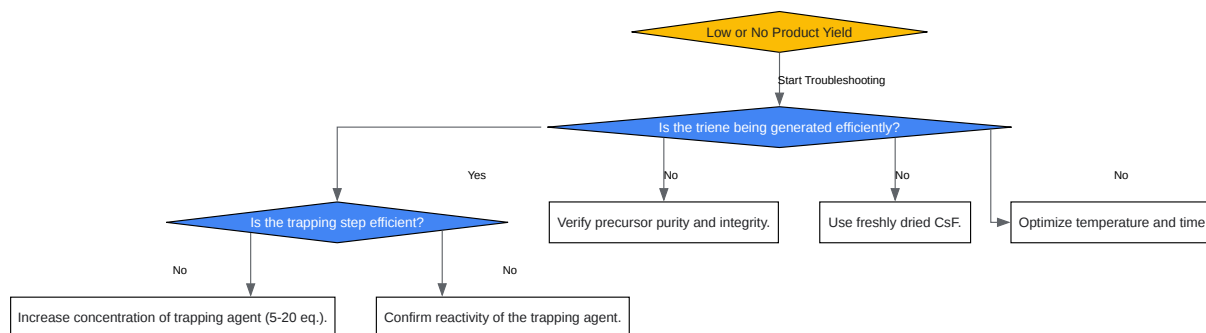 Low or No Product Yield
Start Troubleshooting
Is the triene being generated efficiently?
Yes
No
No
No
Is the trapping step efficient?
Verify precursor purity and integrity.
Use freshly dried CsF.
Optimize temperature and time
No
No
Increase concentration of trapping agent (5-20 eq.).
Confirm reactivity of the trapping agent.